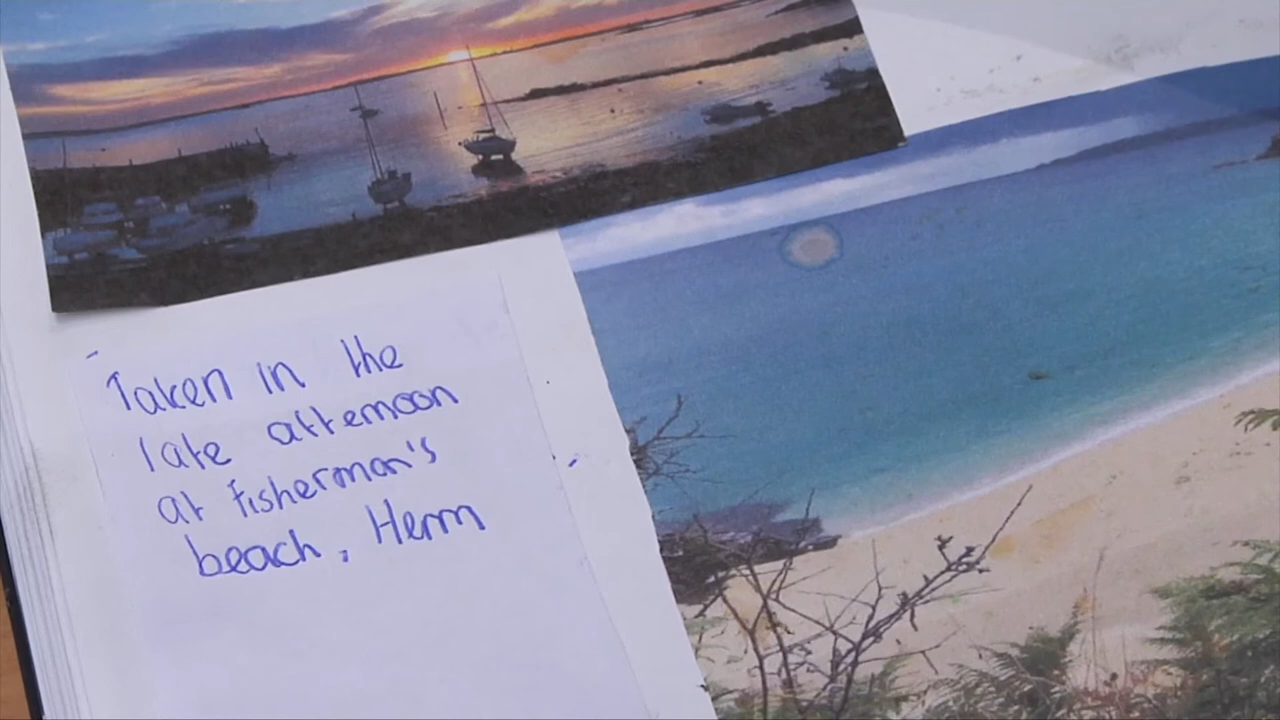 Taken in the
late afternoon
at Fisherman's
beach, Herm